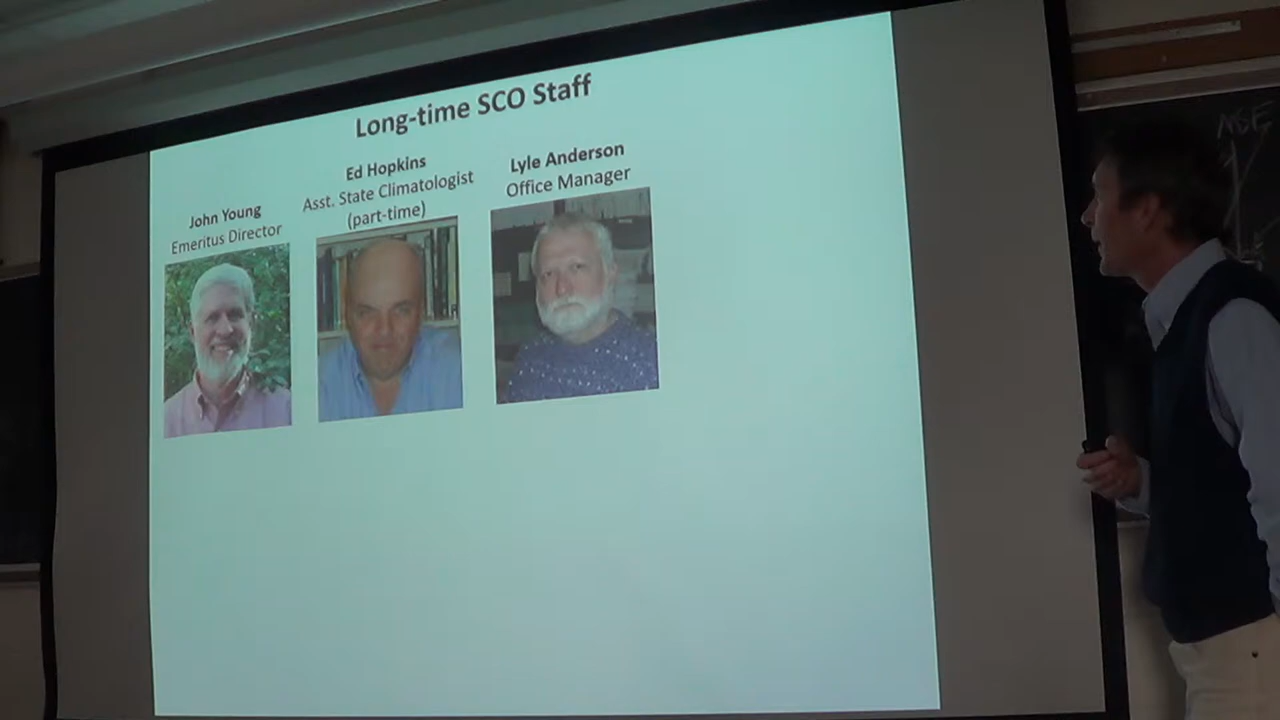 Long-time SCO Staff
John Young
Emeritus Director
Ed Hopkins
Asst. State Climatologist
(part-time)
Lyle Anderson
Office Manager